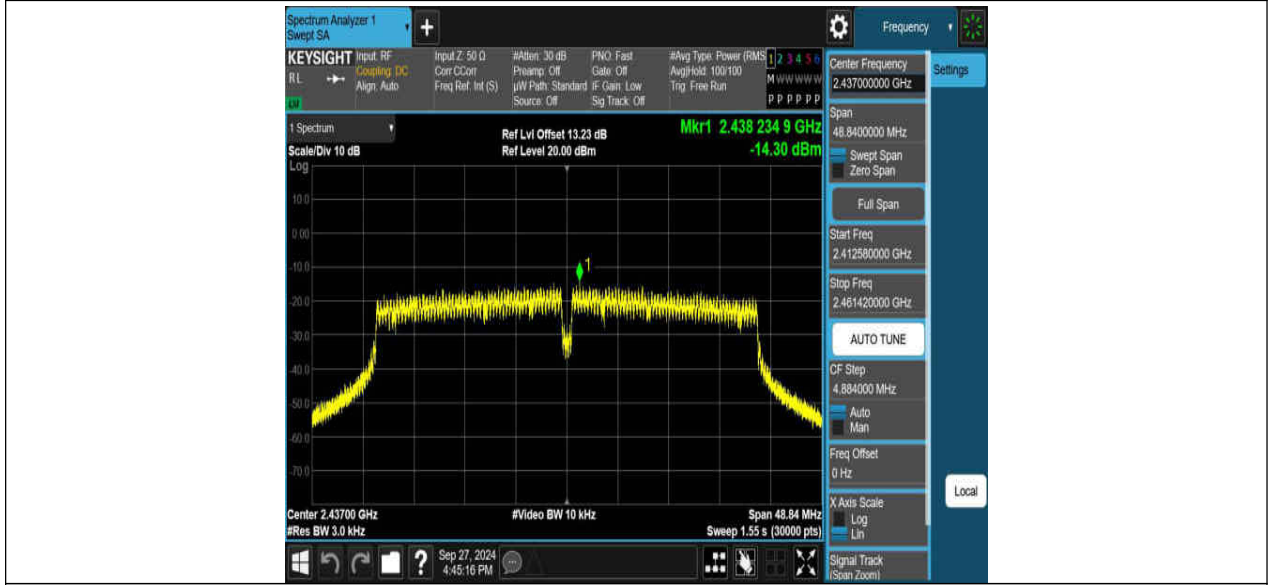 Spectrum Analyzer 1
Swept SA
+
Frequency
KEYSIGHT
RL
Input: RF
Coupling: DC
Align: Auto
Input Z: 50 Ω
Corr CCorr
Freq Ref: Int (S)
#Atten: 30 dB
Preamp: Off
µW Path: Standard
Source: Off
PNO: Fast
Gate: Off
IF Gain: Low
Sig Track: Off
#Avg Type: Power (RMS
Avg|Hold: 100/100
Trig: Free Run
1 2 3 4 5 6
M W W W W W
P P P P P P
1 Spectrum
Scale/Div 10 dB
Ref Lvl Offset 13.23 dB
Ref Level 20.00 dBm
Mkr1 2.438 234 9 GHz
-14.30 dBm
Log
10.0
0.00
-10.0
-20.0
-30.0
-40.0
-50.0
-60.0
-70.0
1
Center 2.43700 GHz
#Res BW 3.0 kHz
#Video BW 10 kHz
Span 48.84 MHz
Sweep 1.55 s (30000 pts)
Center Frequency
2.437000000 GHz
Settings
Span
48.8400000 MHz
Swept Span
Zero Span
Full Span
Start Freq
2.412580000 GHz
Stop Freq
2.461420000 GHz
AUTO TUNE
CF Step
4.884000 MHz
Auto
Man
Freq Offset
0 Hz
X Axis Scale
Log
Lin
Signal Track
(Span Zoom)
Local
?
Sep 27, 2024
4:45:16 PM